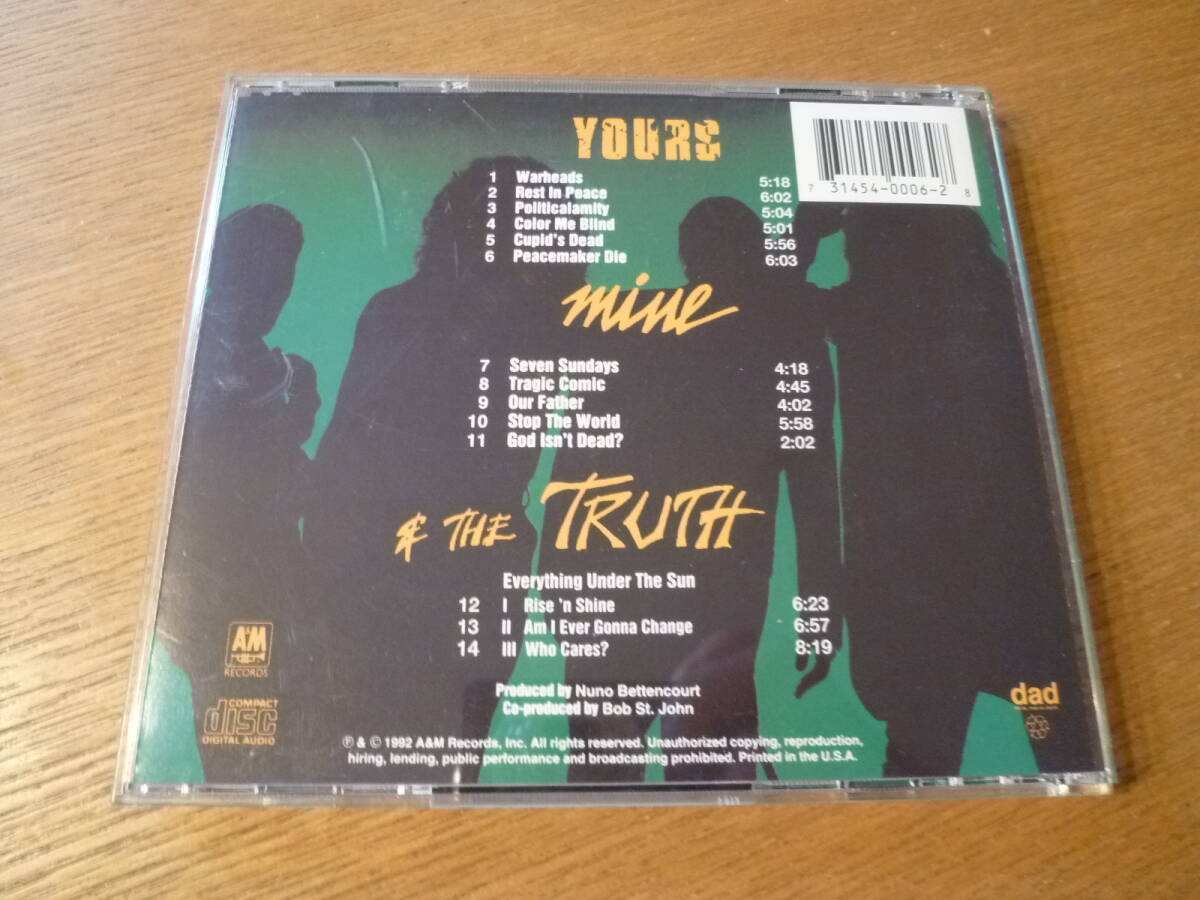 YOURS
1 Warheads 5:18
2 Rest In Peace 6:02
3 Politicalamity 5:04
4 Color Me Blind 5:01
5 Cupid's Dead 5:56
6 Peacemaker Die 6:03
7 31454-0006-2 8
mine
7 Seven Sundays 4:18
8 Tragic Comic 4:45
9 Our Father 4:02
10 Stop The World 5:58
11 God Isn't Dead? 2:02
& THE TRUTH
Everything Under The Sun
12 I Rise 'n Shine 6:23
13 II Am I Ever Gonna Change 6:57
14 III Who Cares? 8:19
A&M
RECORDS
COMPACT
disc
DIGITAL AUDIO
Produced by Nuno Bettencourt
Co-produced by Bob St. John
dad
℗ & © 1992 A&M Records, Inc. All rights reserved. Unauthorized copying, reproduction,
hiring, lending, public performance and broadcasting prohibited. Printed in the U.S.A.